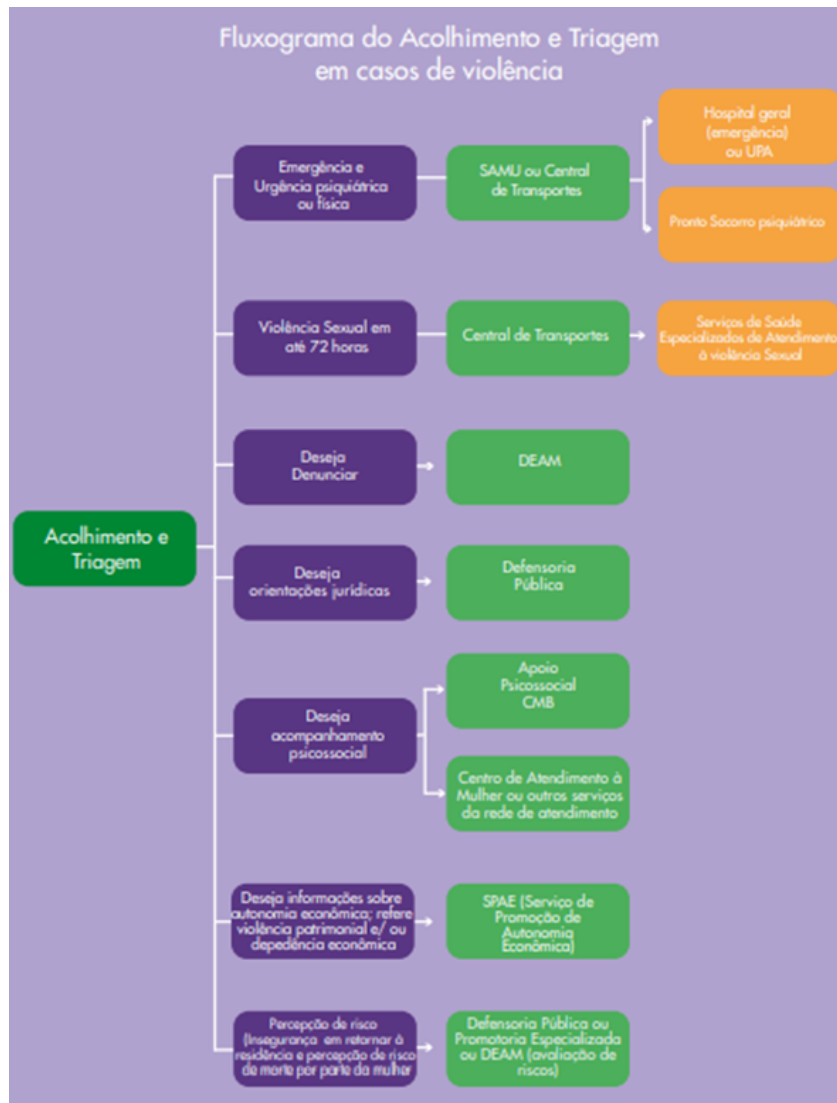 Fluxograma do Acolhimento e Triagem
em casos de violência
Acolhimento e
Triagem
Emergência e
Urgência psiquiátrica
ou física
SAMU ou Central
de Transportes
Hospital geral
(emergência)
ou UPA
Pronto Socorro psiquiátrico
Violência Sexual em
até 72 horas
Central de Transportes
Serviços de Saúde
Especializados de Atendimento
à violência Sexual
Deseja
Denunciar
DEAM
Deseja
orientações jurídicas
Defensoria
Pública
Deseja
acompanhamento
psicossocial
Apoio
Psicossocial
CMB
Centro de Atendimento à
Mulher ou outros serviços
da rede de atendimento
Deseja informações sobre
autonomia econômica; refere
violência patrimonial e/ ou
depedência econômica
SPAE (Serviço de
Promoção de
Autonomia
Econômica)
Percepção de risco
(Insegurança em retornar à
residência e percepção de risco
de morte por parte da mulher
Defensoria Pública ou
Promotoria Especializada
ou DEAM (avaliação de
riscos)